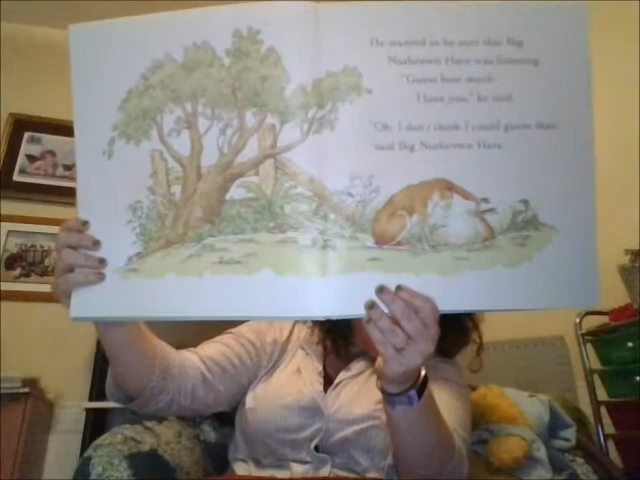 He wanted to be sure that Big
Nutbrown Hare was listening.
"Guess how much
I love you," he said.
"Oh, I don't think I could guess that,"
said Big Nutbrown Hare.